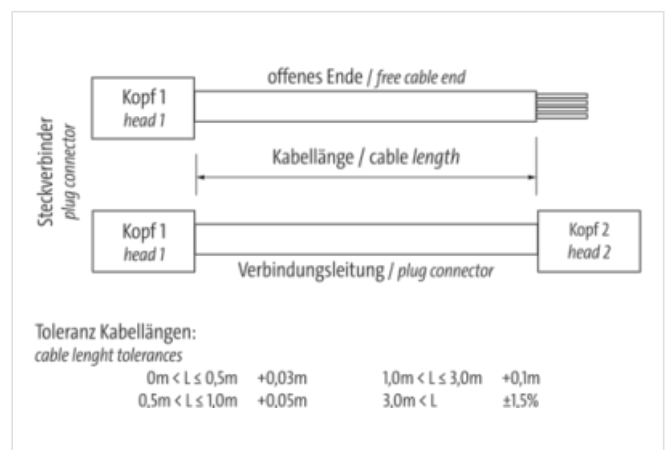 offenes Ende / free cable end
Kopf 1
head 1
Steckverbinder
plug connector
Kabellänge / cable length
Kopf 1
head 1
Kopf 2
head 2
Verbindungsleitung / plug connector
Toleranz Kabellängen:
cable lenght tolerances
0m < L ≤ 0,5m +0,03m 1,0m < L ≤ 3,0m +0,1m
0,5m < L ≤ 1,0m +0,05m 3,0m < L ±1,5%